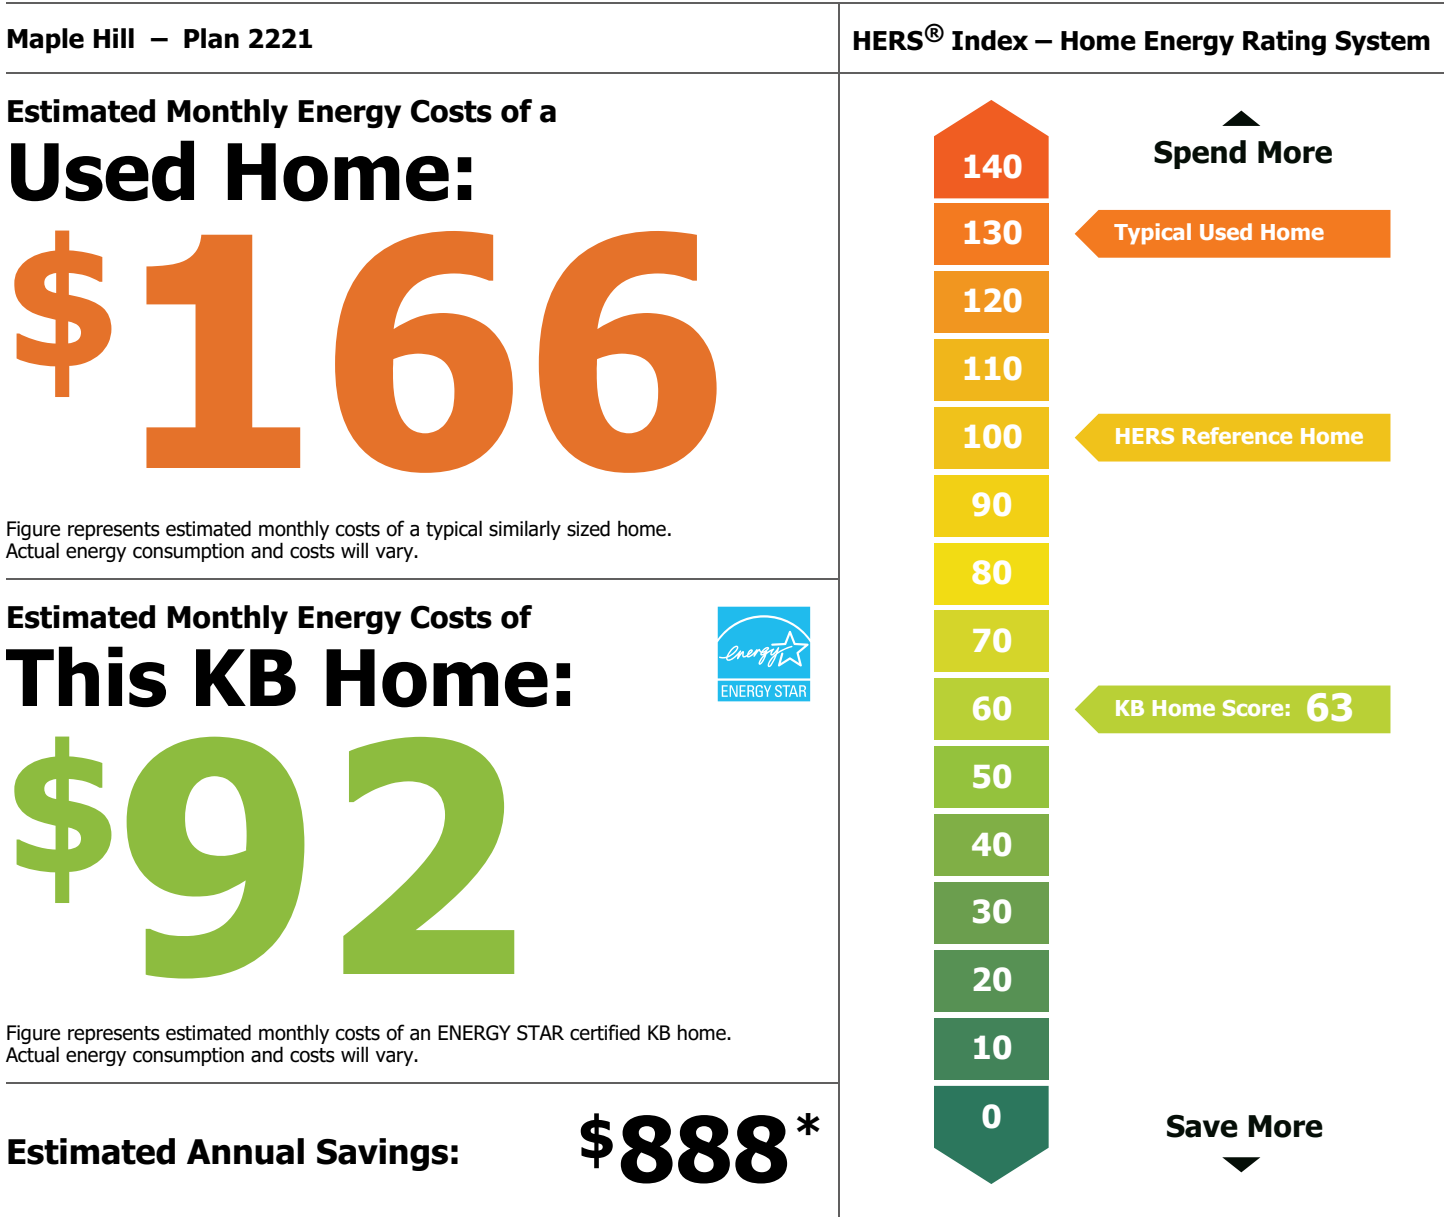 Maple Hill – Plan 2221
Estimated Monthly Energy Costs of a
Used Home:
$166
Figure represents estimated monthly costs of a typical similarly sized home.
Actual energy consumption and costs will vary.
Estimated Monthly Energy Costs of
This KB Home:
energy
ENERGY STAR
$92
Figure represents estimated monthly costs of an ENERGY STAR certified KB home.
Actual energy consumption and costs will vary.
Estimated Annual Savings: $888*
HERS® Index – Home Energy Rating System
Spend More
140
130 Typical Used Home
120
110
100 HERS Reference Home
90
80
70
60 KB Home Score: 63
50
40
30
20
10
0
Save More